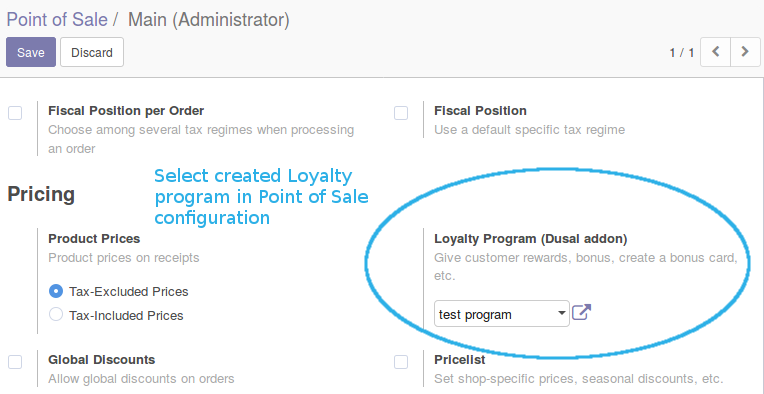 Point of Sale / Main (Administrator)
Save Discard 1 / 1
Fiscal Position per Order
Choose among several tax regimes when processing
an order
Fiscal Position
Use a default specific tax regime
Select created Loyalty
program in Point of Sale
configuration
Pricing
Product Prices
Product prices on receipts
Tax-Excluded Prices
Tax-Included Prices
Loyalty Program (Dusal addon)
Give customer rewards, bonus, create a bonus card,
etc.
test program
Global Discounts
Allow global discounts on orders
Pricelist
Set shop-specific prices, seasonal discounts, etc.